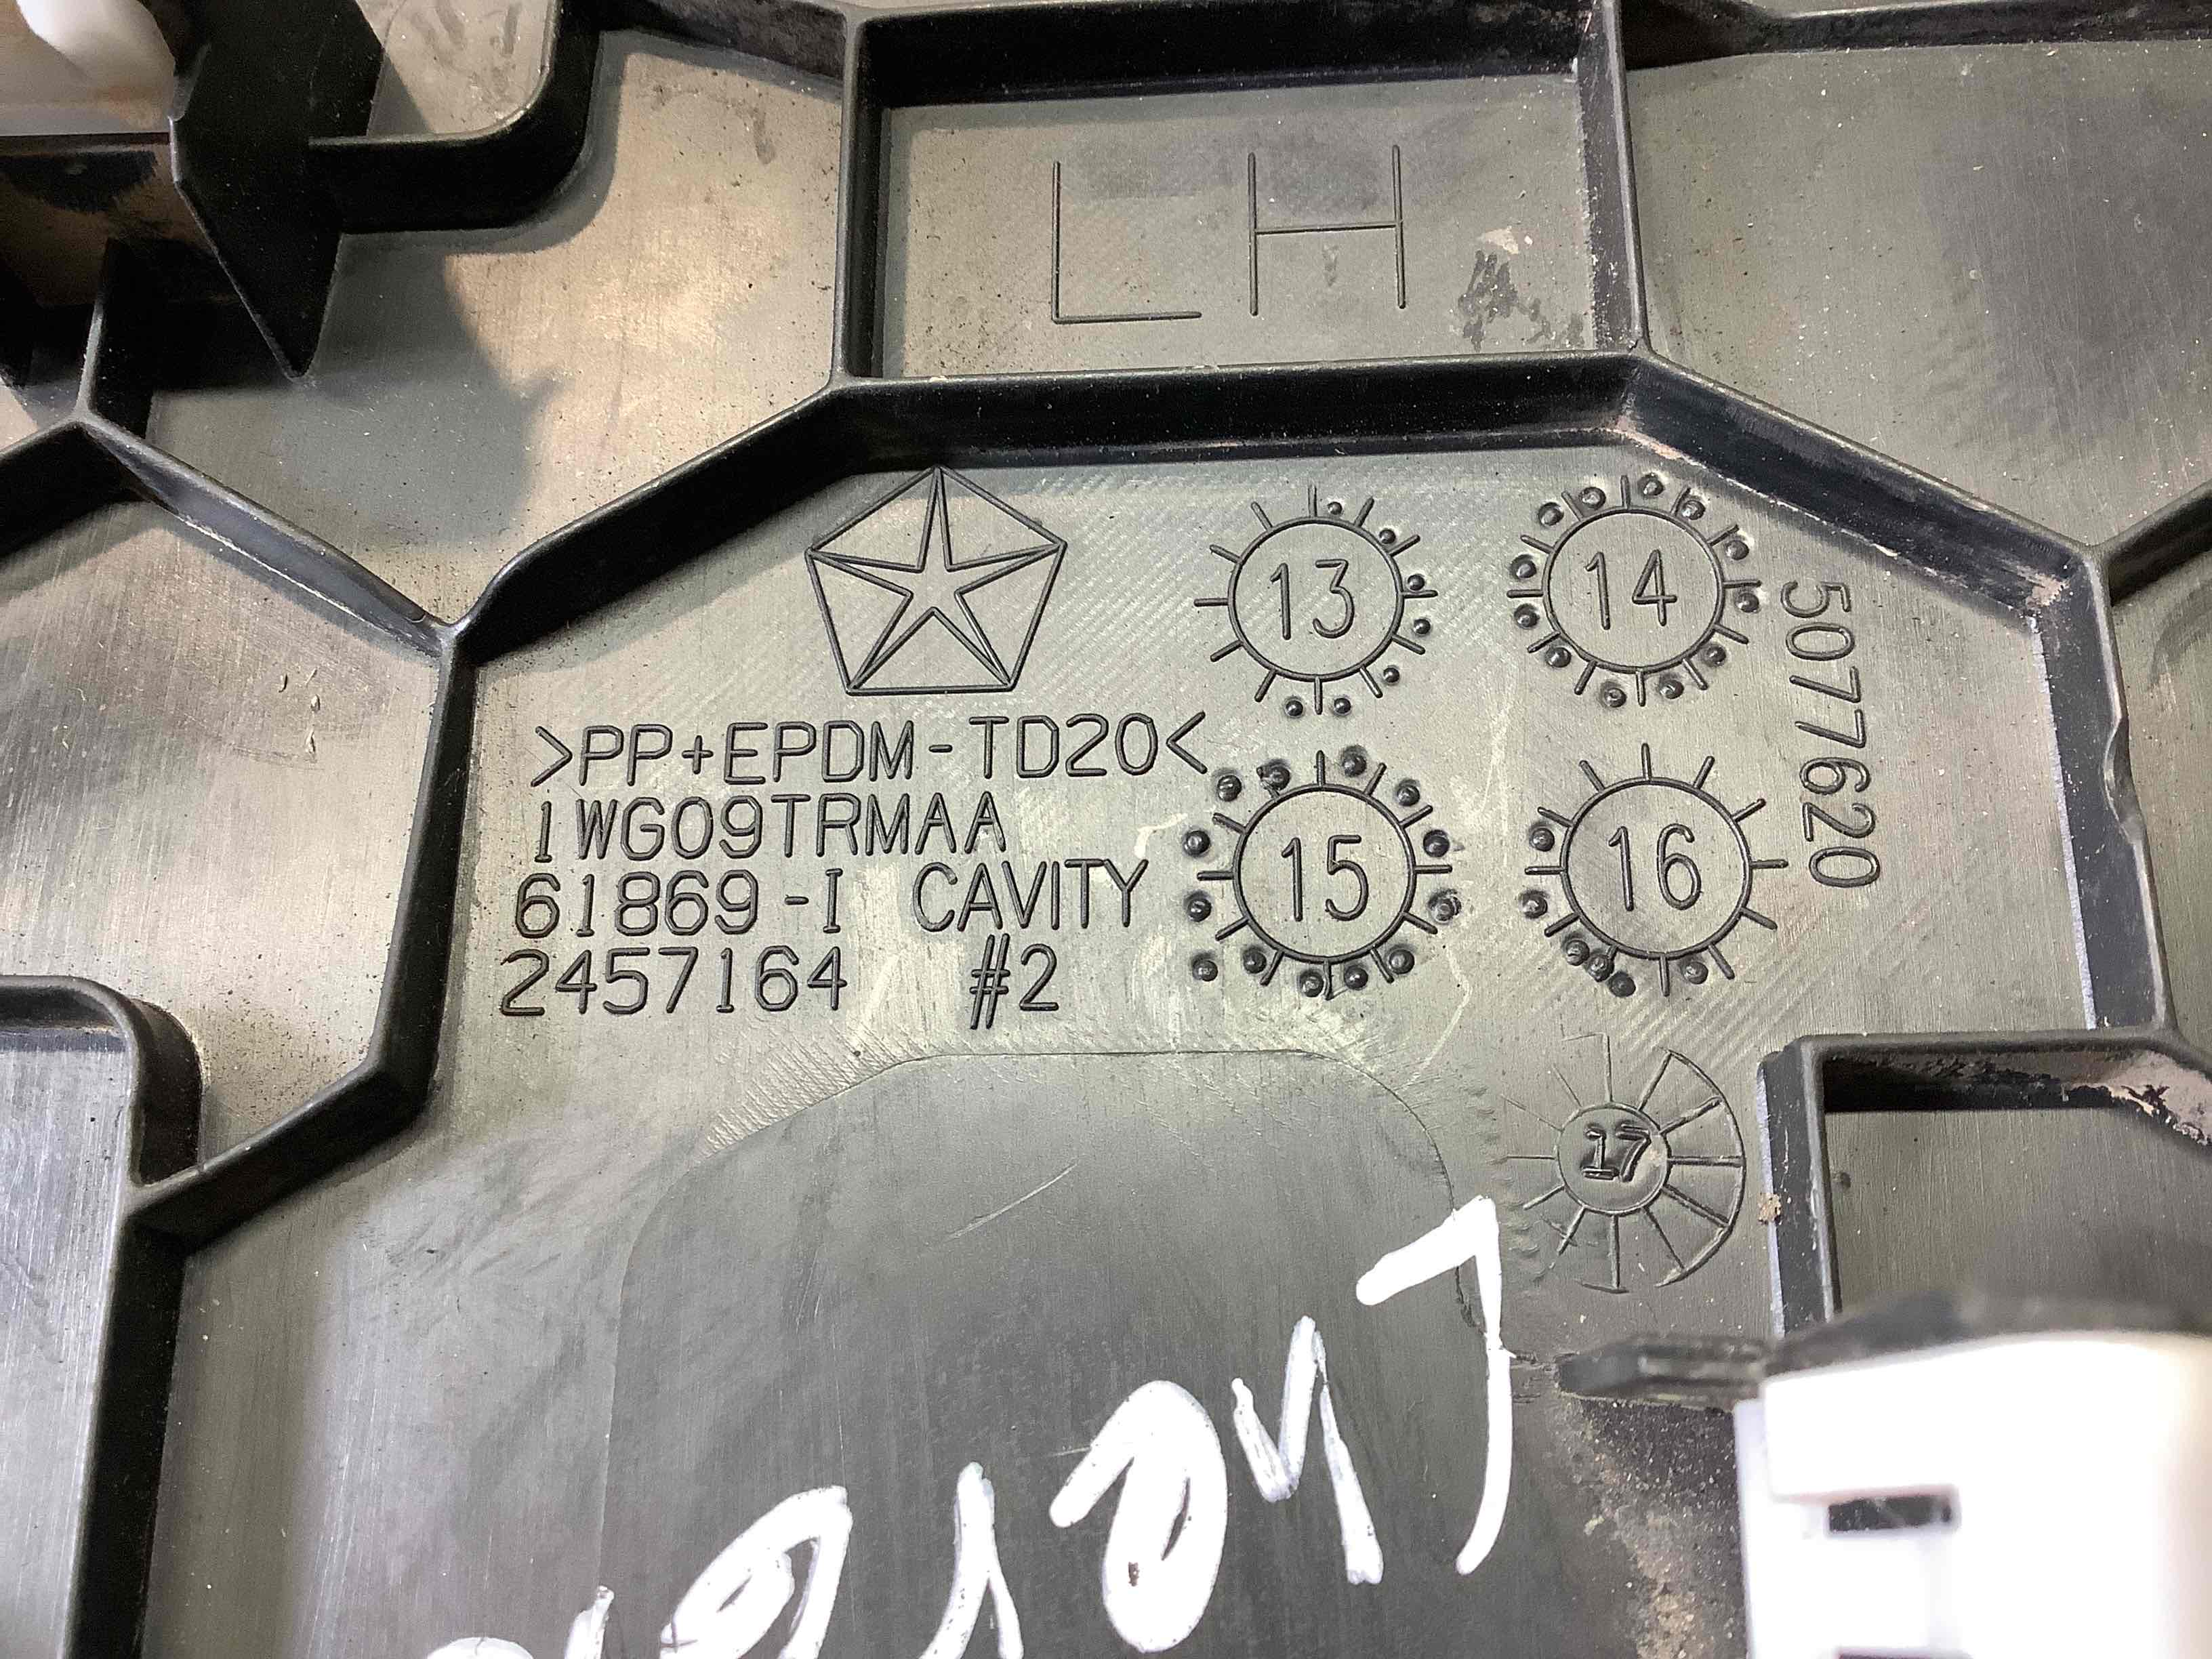 LH
13
14
5077620
>PP+EPDM-TD20<
1WG09TRMAA
61869-I CAVITY
2457164 #2
15
16
17